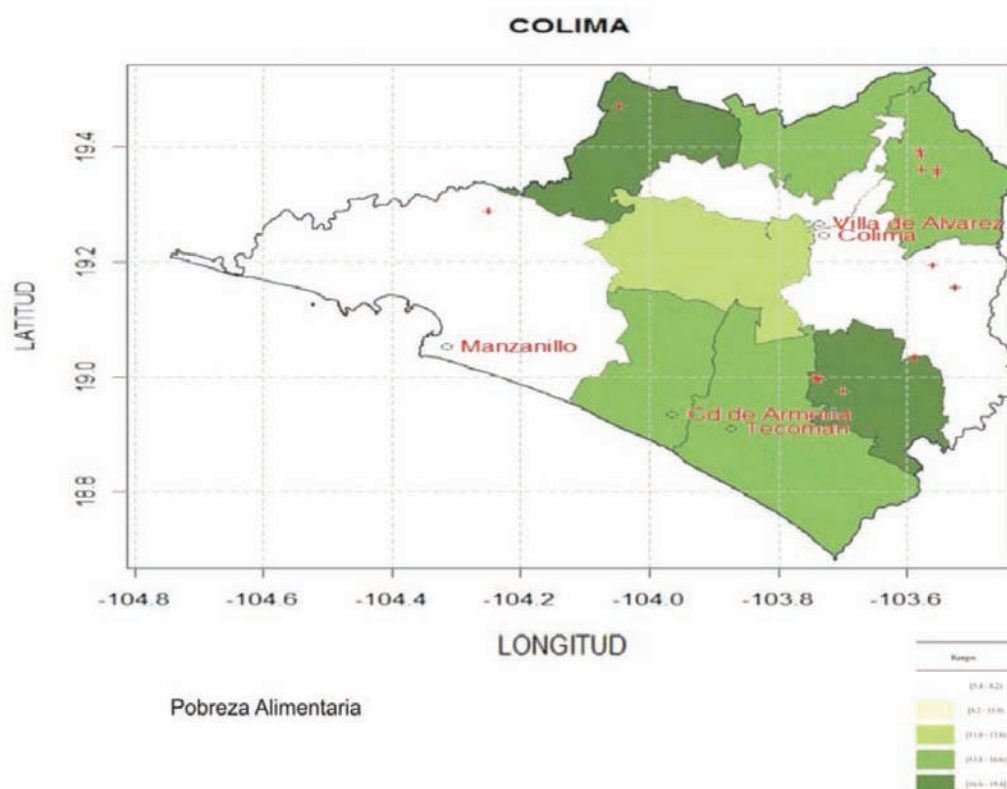 COLIMA
19.4
19.2
19.0
18.8
LATITUD
Villa de Alvarez
Colima
Manzanillo
Cd de Armeria
Tecoman
-104.8 -104.6 -104.4 -104.2 -104.0 -103.8 -103.6
LONGITUD
Pobreza Alimentaria
Rangos